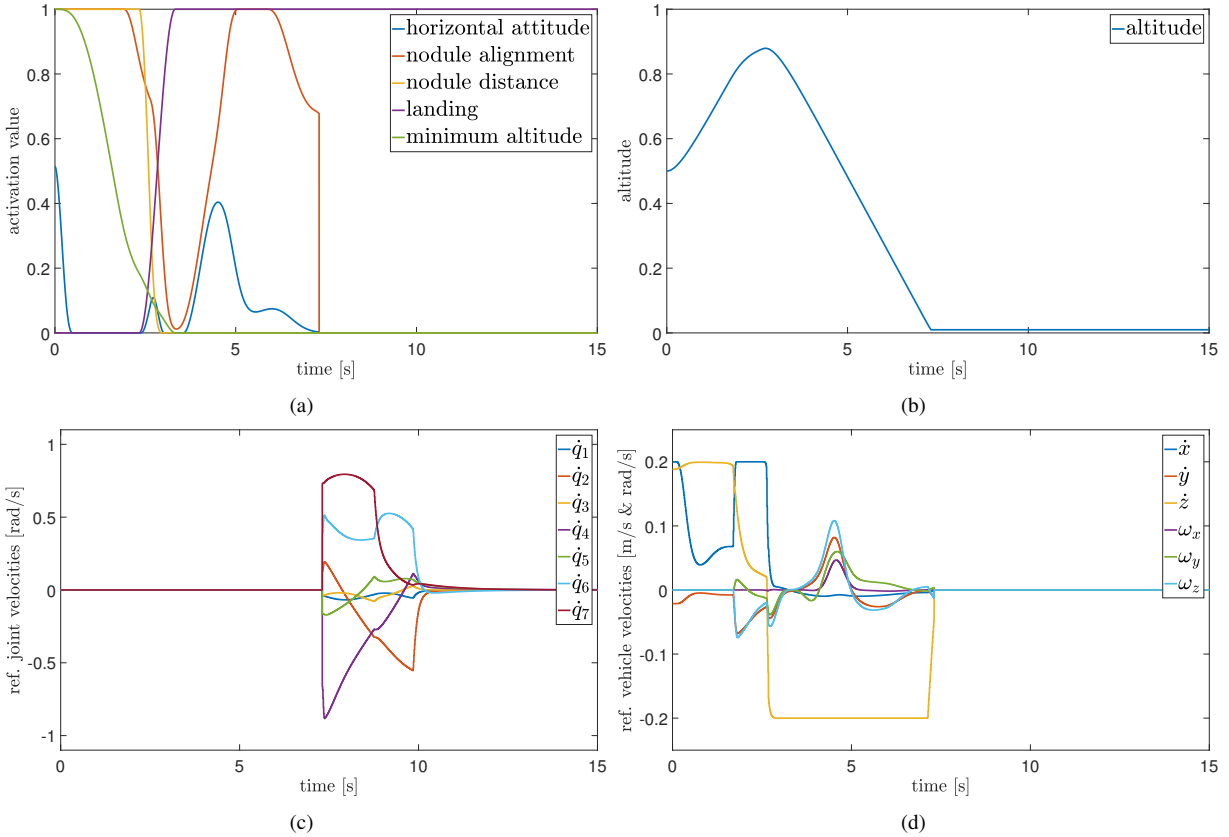 1
0.8
0.6
0.4
0.2
0
activation value
0
5
10
15
time [s]
horizontal attitude
nodule alignment
nodule distance
landing
minimum altitude
(a)
1
0.8
0.6
0.4
0.2
0
altitude
0
5
10
15
time [s]
altitude
(b)
1
0.5
0
-0.5
-1
ref. joint velocities [rad/s]
0
5
10
15
time [s]
q̇₁
q̇₂
q̇₃
q̇₄
q̇₅
q̇₆
q̇₇
(c)
0.2
0.1
0
-0.1
-0.2
ref. vehicle velocities [m/s & rad/s]
0
5
10
15
time [s]
ẋ
ẏ
ż
ωₓ
ω_y
ω_z
(d)